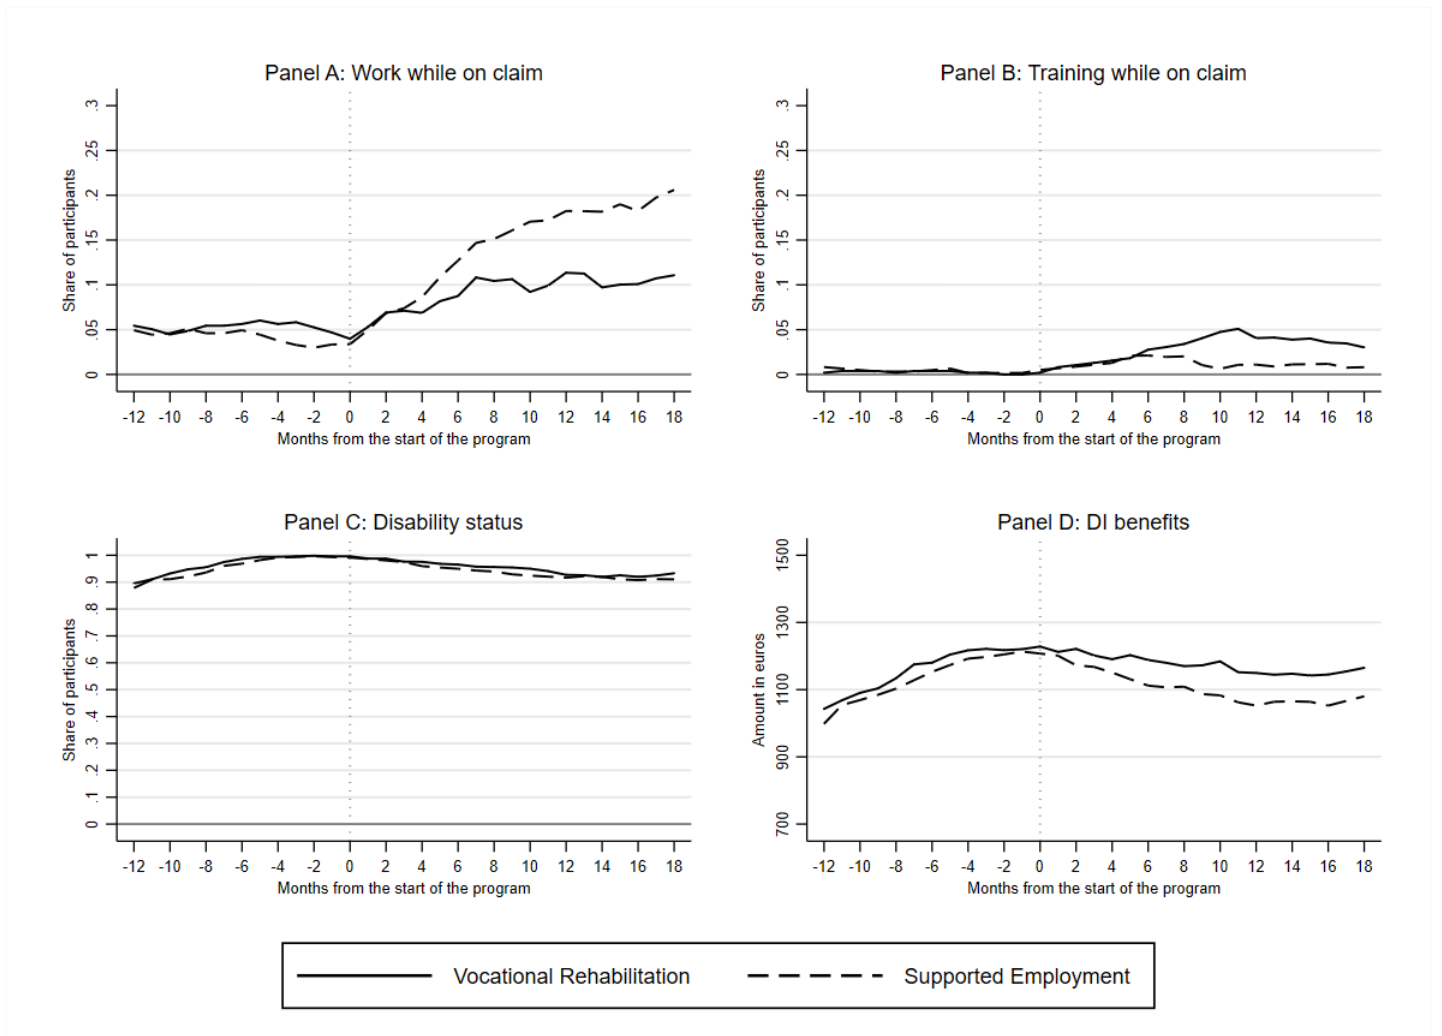 Panel A: Work while on claim
Share of participants
.3
.25
.2
.15
.1
.05
0
-12 -10 -8 -6 -4 -2 0 2 4 6 8 10 12 14 16 18
Months from the start of the program
Panel B: Training while on claim
Share of participants
.3
.25
.2
.15
.1
.05
0
-12 -10 -8 -6 -4 -2 0 2 4 6 8 10 12 14 16 18
Months from the start of the program
Panel C: Disability status
Share of participants
1
.9
.8
.7
.6
.5
.4
.3
.2
.1
0
-12 -10 -8 -6 -4 -2 0 2 4 6 8 10 12 14 16 18
Months from the start of the program
Panel D: DI benefits
Amount in euros
1500
1300
1100
900
700
-12 -10 -8 -6 -4 -2 0 2 4 6 8 10 12 14 16 18
Months from the start of the program
Vocational Rehabilitation Supported Employment